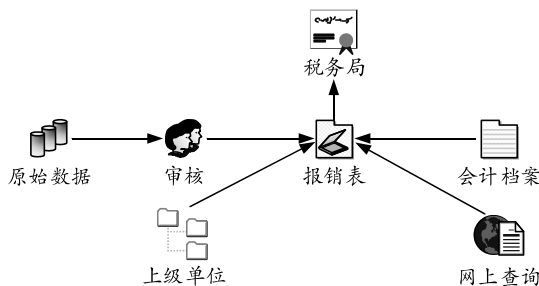 税务局
原始数据
审核
报销表
会计档案
上级单位
网上查询